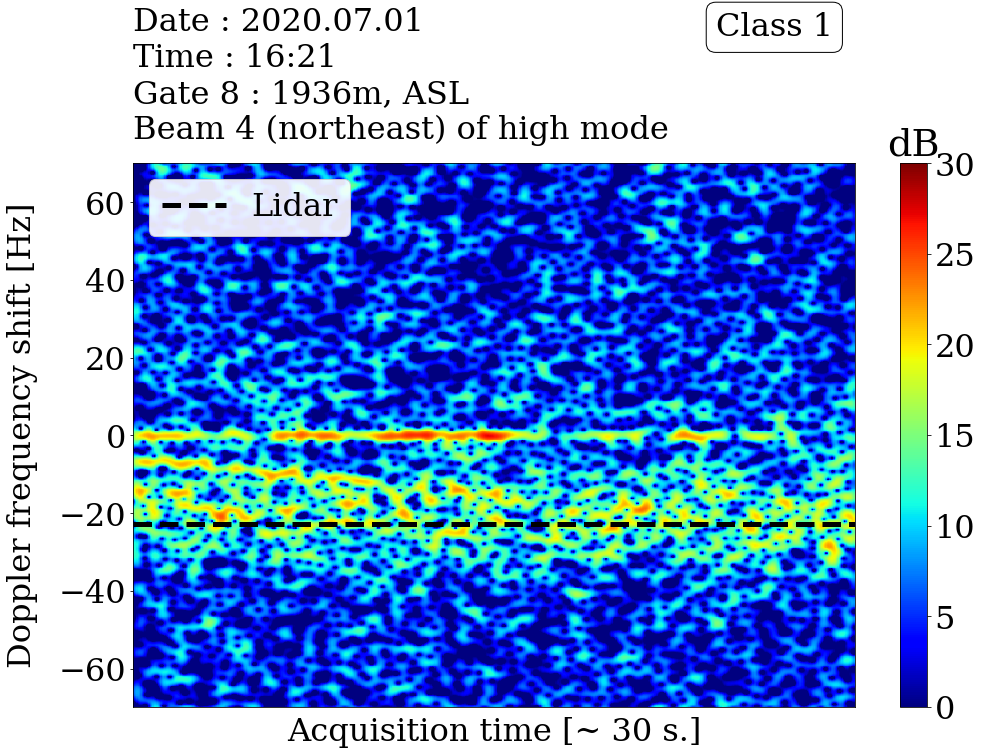 Date : 2020.07.01
Time : 16:21
Gate 8 : 1936m, ASL
Beam 4 (northeast) of high mode
Class 1
dB
Lidar
Doppler frequency shift [Hz]
60
40
20
0
−20
−40
−60
Acquisition time [~ 30 s.]
30
25
20
15
10
5
0